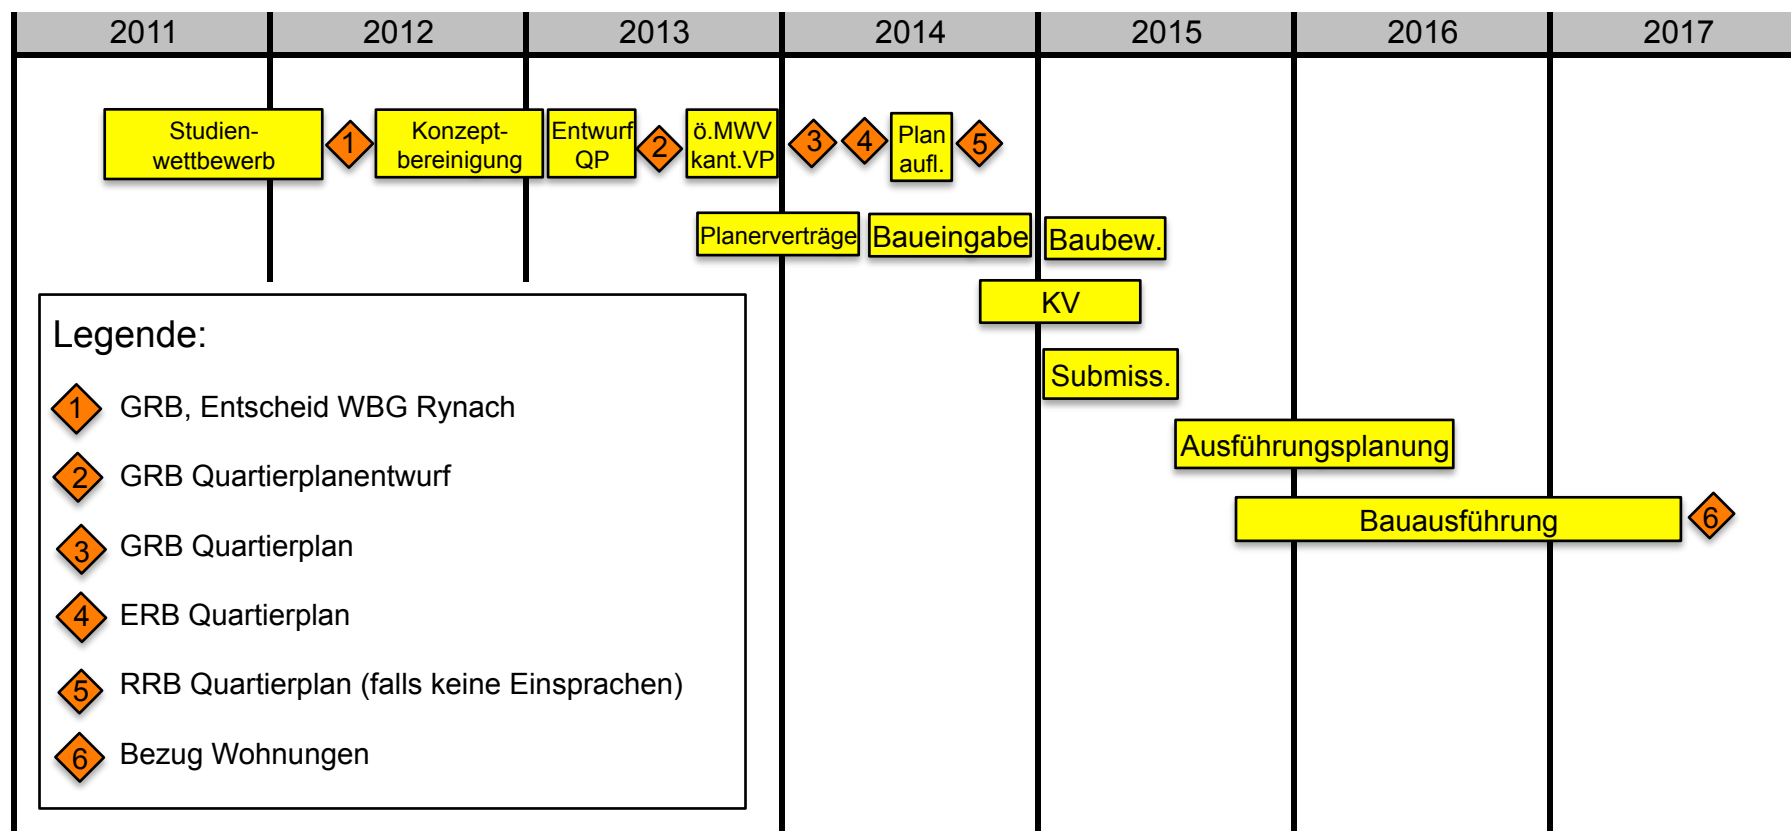 2011 2012 2013 2014 2015 2016 2017
Studien-
wettbewerb
1
Konzept-
bereinigung
Entwurf
QP
2
ö.MWV
kant.VP
3
4
Plan
aufl.
5
Planerverträge
Baueingabe
Baubew.
KV
Submiss.
Ausführungsplanung
Bauausführung
6
Legende:
1 GRB, Entscheid WBG Rynach
2 GRB Quartierplanentwurf
3 GRB Quartierplan
4 ERB Quartierplan
5 RRB Quartierplan (falls keine Einsprachen)
6 Bezug Wohnungen